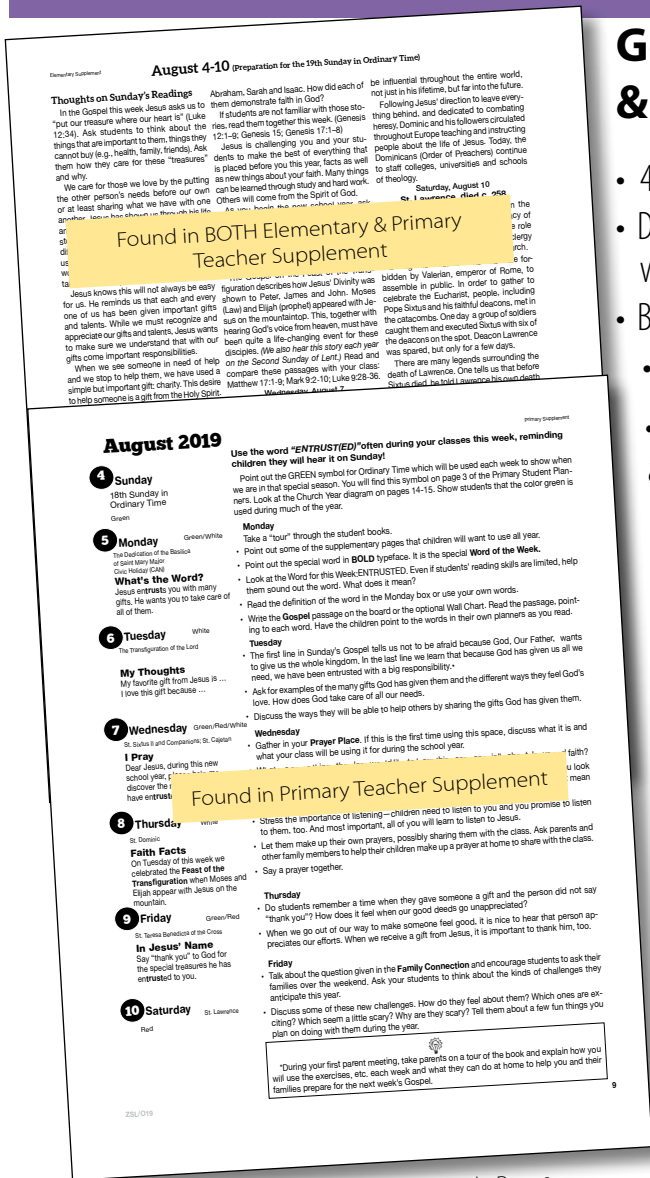 G
&
• 4
• D
w
• B
•
•
Elementary Supplement
August 4-10 (Preparation for the 19th Sunday in Ordinary Time)
Thoughts on Sunday's Readings
In the Gospel this week Jesus asks us to
"put our treasure where our heart is" (Luke
12:34). Ask students to think about the
things that are important to them, things they
cannot buy (e.g., health, family, friends). Ask
them how they care for these "treasures"
and why.
We care for those we love by putting
the other person's needs before our own
or at least sharing what we have with one
another. Jesus has shown us through his life
Jesus knows this will not always be easy
for us. He reminds us that each and every
one of us has been given important gifts
and talents. While we must recognize and
appreciate our gifts and talents, Jesus wants
to make sure we understand that with our
gifts come important responsibilities.
When we see someone in need of help
and we stop to help them, we have used a
simple but important gift: charity. This desire
to help someone is a gift from the Holy Spirit.
Abraham, Sarah and Isaac. How did each of
them demonstrate faith in God?
If students are not familiar with those sto-
ries, read them together this week. (Genesis
12:1–9; Genesis 15; Genesis 17:1–8)
Jesus is challenging you and your stu-
dents to make the best of everything that
is placed before you this year, facts as well
as new things about your faith. Many things
can be learned through study and hard work.
Others will come from the Spirit of God.
As you begin the new school year, ask
figuration describes how Jesus' Divinity was
shown to Peter, James and John. Moses
(Law) and Elijah (prophet) appeared with Je-
sus on the mountaintop. This, together with
hearing God's voice from heaven, must have
been quite a life-changing event for these
disciples. (We also hear this story each year
on the Second Sunday of Lent.) Read and
compare these passages with your class:
Matthew 17:1-9; Mark 9:2-10; Luke 9:28-36.
Wednesday, August 7
be influential throughout the entire world,
not just in his lifetime, but far into the future.
Following Jesus' direction to leave every-
thing behind, and dedicated to combating
heresy, Dominic and his followers circulated
throughout Europe teaching and instructing
people about the life of Jesus. Today, the
Dominicans (Order of Preachers) continue
to staff colleges, universities and schools
of theology.
Saturday, August 10
St. Lawrence, died c. 258
bidden by Valerian, emperor of Rome, to
assemble in public. In order to gather to
celebrate the Eucharist, people, including
Pope Sixtus and his faithful deacons, met in
the catacombs. One day a group of soldiers
caught them and executed Sixtus with six of
the deacons on the spot. Deacon Lawrence
was spared, but only for a few days.
There are many legends surrounding the
death of Lawrence. One tells us that before
Sixtus died, he told Lawrence his own death
Found in BOTH Elementary & Primary
Teacher Supplement
Primary Supplement
August 2019
4 Sunday
18th Sunday in
Ordinary Time
Green
5 Monday Green/White
The Dedication of the Basilica
of Saint Mary Major
Civic Holiday (CAN)
What's the Word?
Jesus entrusts you with many
gifts. He wants you to take care of
all of them.
6 Tuesday White
The Transfiguration of the Lord
My Thoughts
My favorite gift from Jesus is …
I love this gift because …
7 Wednesday Green/Red/White
St. Sixtus II and Companions; St. Cajetan
I Pray
Dear Jesus, during this new
school year,
discover the
have
8 Thursday White
St. Dominic
Faith Facts
On Tuesday of this week we
celebrated the Feast of the
Transfiguration when Moses and
Elijah appear with Jesus on the
mountain.
9 Friday Green/Red
St. Teresa Benedicta of the Cross
In Jesus' Name
Say "thank you" to God for
the special treasures he has
entrusted to you.
10 Saturday St. Lawrence
Red
Use the word "ENTRUST(ED)"often during your classes this week, reminding
children they will hear it on Sunday!
Point out the GREEN symbol for Ordinary Time which will be used each week to show when
we are in that special season. You will find this symbol on page 3 of the Primary Student Plan-
ners. Look at the Church Year diagram on pages 14-15. Show students that the color green is
used during much of the year.
Monday
Take a "tour" through the student books.
• Point out some of the supplementary pages that children will want to use all year.
• Point out the special word in BOLD typeface. It is the special Word of the Week.
• Look at the Word for this Week:ENTRUSTED. Even if students' reading skills are limited, help
them sound out the word. What does it mean?
• Read the definition of the word in the Monday box or use your own words.
• Write the Gospel passage on the board or the optional Wall Chart. Read the passage, point-
ing to each word. Have the children point to the words in their own planners as you read.
Tuesday
• The first line in Sunday's Gospel tells us not to be afraid because God, Our Father, wants
to give us the whole kingdom. In the last line we learn that because God has given us all we
need, we have been entrusted with a big responsibility.•
• Ask for examples of the many gifts God has given them and the different ways they feel God's
love. How does God take care of all our needs.
• Discuss the ways they will be able to help others by sharing the gifts God has given them.
Wednesday
• Gather in your Prayer Place. If this is the first time using this space, discuss what it is and
what your class will be using it for during the school year.
faith?
look
mean
• Stress the importance of listening—children need to listen to you and you promise to listen
to them, too. And most important, all of you will learn to listen to Jesus.
• Let them make up their own prayers, possibly sharing them with the class. Ask parents and
other family members to help their children make up a prayer at home to share with the class.
• Say a prayer together.
Thursday
• Do students remember a time when they gave someone a gift and the person did not say
"thank you"? How does it feel when our good deeds go unappreciated?
• When we go out of our way to make someone feel good, it is nice to hear that person ap-
preciates our efforts. When we receive a gift from Jesus, it is important to thank him, too.
Friday
• Talk about the question given in the Family Connection and encourage students to ask their
families over the weekend. Ask your students to think about the kinds of challenges they
anticipate this year.
• Discuss some of these new challenges. How do they feel about them? Which ones are ex-
citing? Which seem a little scary? Why are they scary? Tell them about a few fun things you
plan on doing with them during the year.
*During your first parent meeting, take parents on a tour of the book and explain how you
will use the exercises, etc. each week and what they can do at home to help you and their
families prepare for the next week's Gospel.
Found in Primary Teacher Supplement
ZSL/O19
9